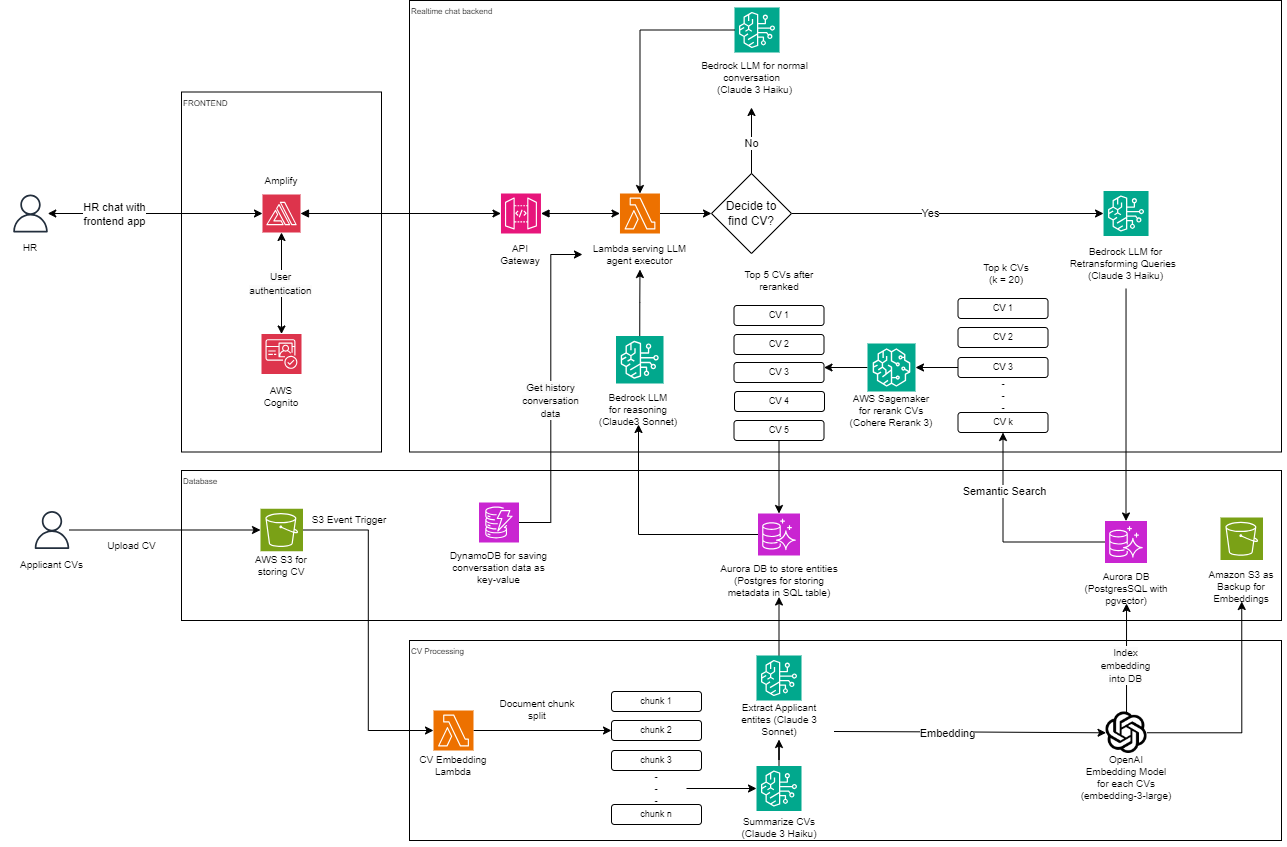 Realtime chat backend
Bedrock LLM for normal
conversation
(Claude 3 Haiku)
FRONTEND
No
Amplify
HR chat with
frontend app
HR
Decide to
find CV?
Yes
API
Gateway
Lambda serving LLM
agent executor
Bedrock LLM for
Retransforming Queries
(Claude 3 Haiku)
User
authentication
Top 5 CVs after
reranked
CV 1
CV 2
CV 3
CV 4
CV 5
Top k CVs
(k = 20)
CV 1
CV 2
CV 3
-
-
-
CV k
AWS Cognito
Get history
conversation
data
Bedrock LLM
for reasoning
(Claude3 Sonnet)
AWS Sagemaker
for rerank CVs
(Cohere Rerank 3)
Database
Semantic Search
S3 Event Trigger
Upload CV
Applicant CVs
AWS S3 for
storing CV
DynamoDB for saving
conversation data as
key-value
Aurora DB to store entities
(Postgres for storing
metadata in SQL table)
Aurora DB
(PostgresSQL with
pgvector)
Amazon S3 as
Backup for
Embeddings
CV Processing
Index
embedding
into DB
Document chunk
split
chunk 1
chunk 2
chunk 3
-
-
-
chunk n
CV Embedding
Lambda
Extract Applicant
entites (Claude 3
Sonnet)
Embedding
Summarize CVs
(Claude 3 Haiku)
OpenAI
Embedding Model
for each CVs
(embedding-3-large)